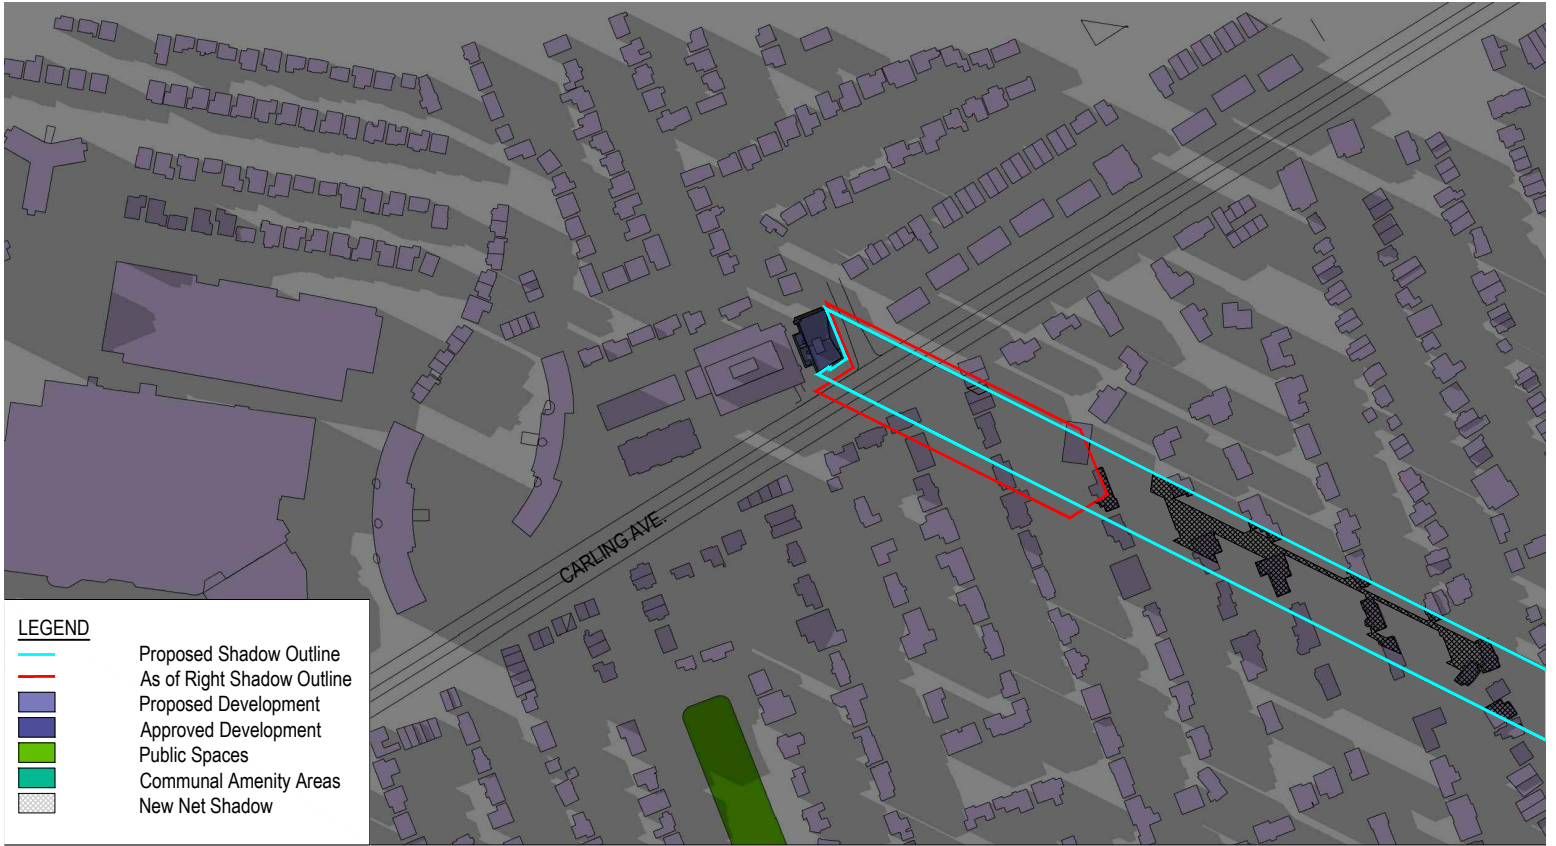 CARLING AVE.
LEGEND
Proposed Shadow Outline
As of Right Shadow Outline
Proposed Development
Approved Development
Public Spaces
Communal Amenity Areas
New Net Shadow